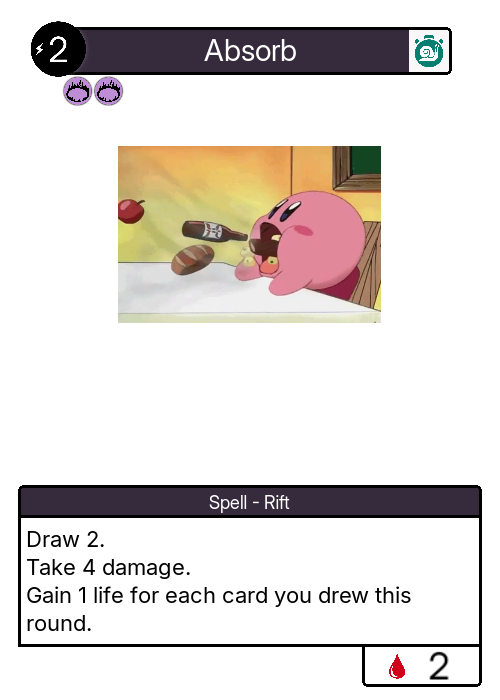 2
Absorb
Spell - Rift
Draw 2.
Take 4 damage.
Gain 1 life for each card you drew this
round.
2